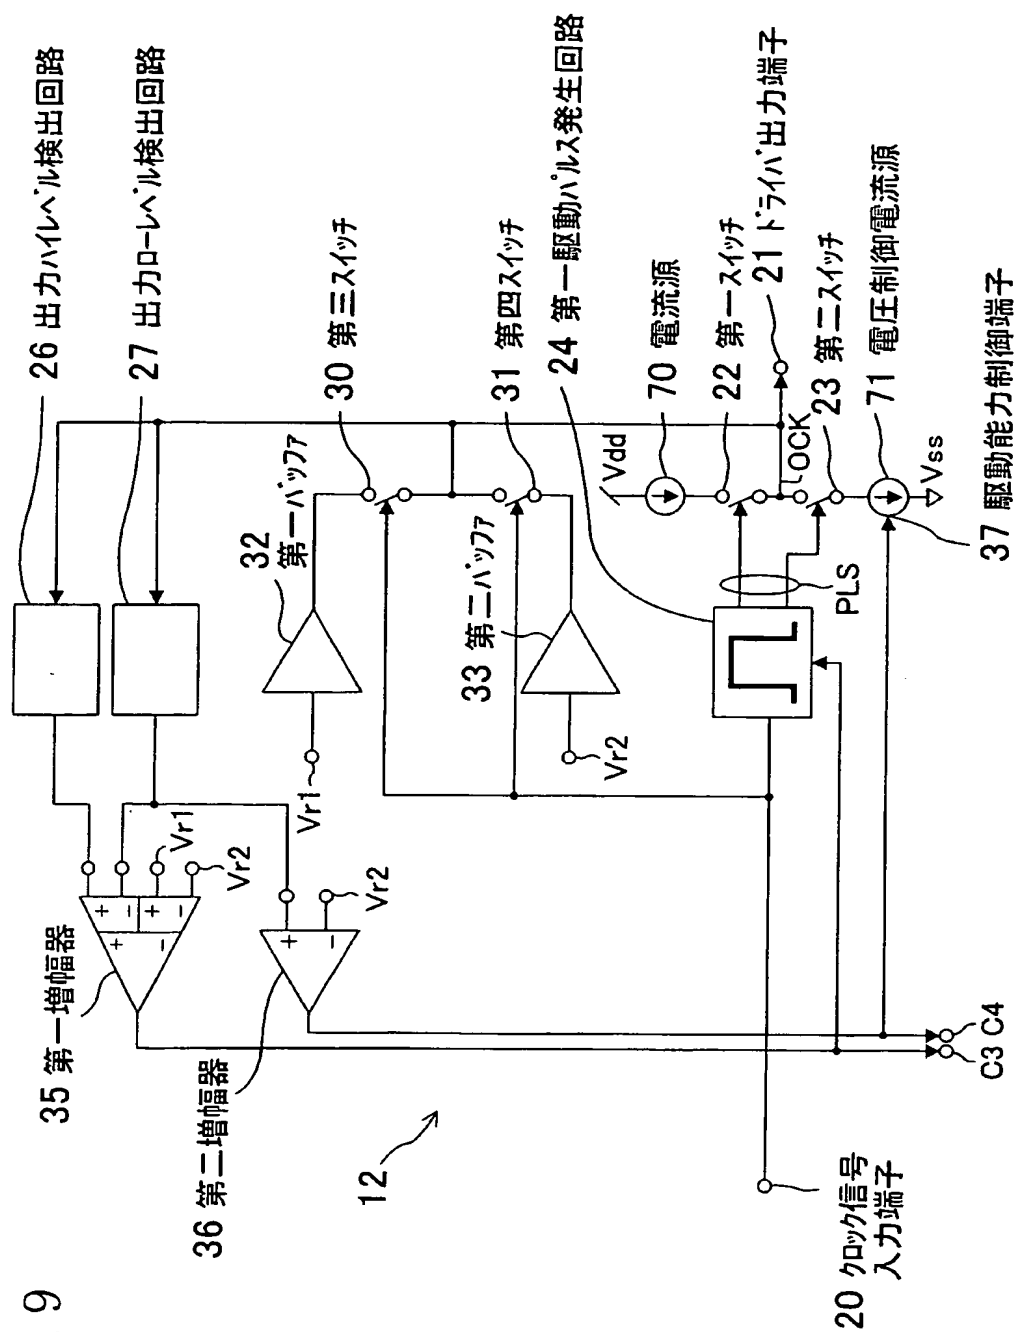 9
26 出力ハイレベル検出回路
27 出力ローレベル検出回路
35 第一増幅器
+
−
+
−
+
−
Vr1
Vr2
36 第二増幅器
+
−
Vr2
32
第一バッファ
Vr1
30 第三スイッチ
33 第二バッファ
Vr2
31 第四スイッチ
24 第一駆動パルス発生回路
70 電流源
Vdd
22 第一スイッチ
21 ドライバ出力端子
OCK
PLS
23 第二スイッチ
71 電圧制御電流源
Vss
37 駆動能力制御端子
12
C3
C4
20 クロック信号
入力端子